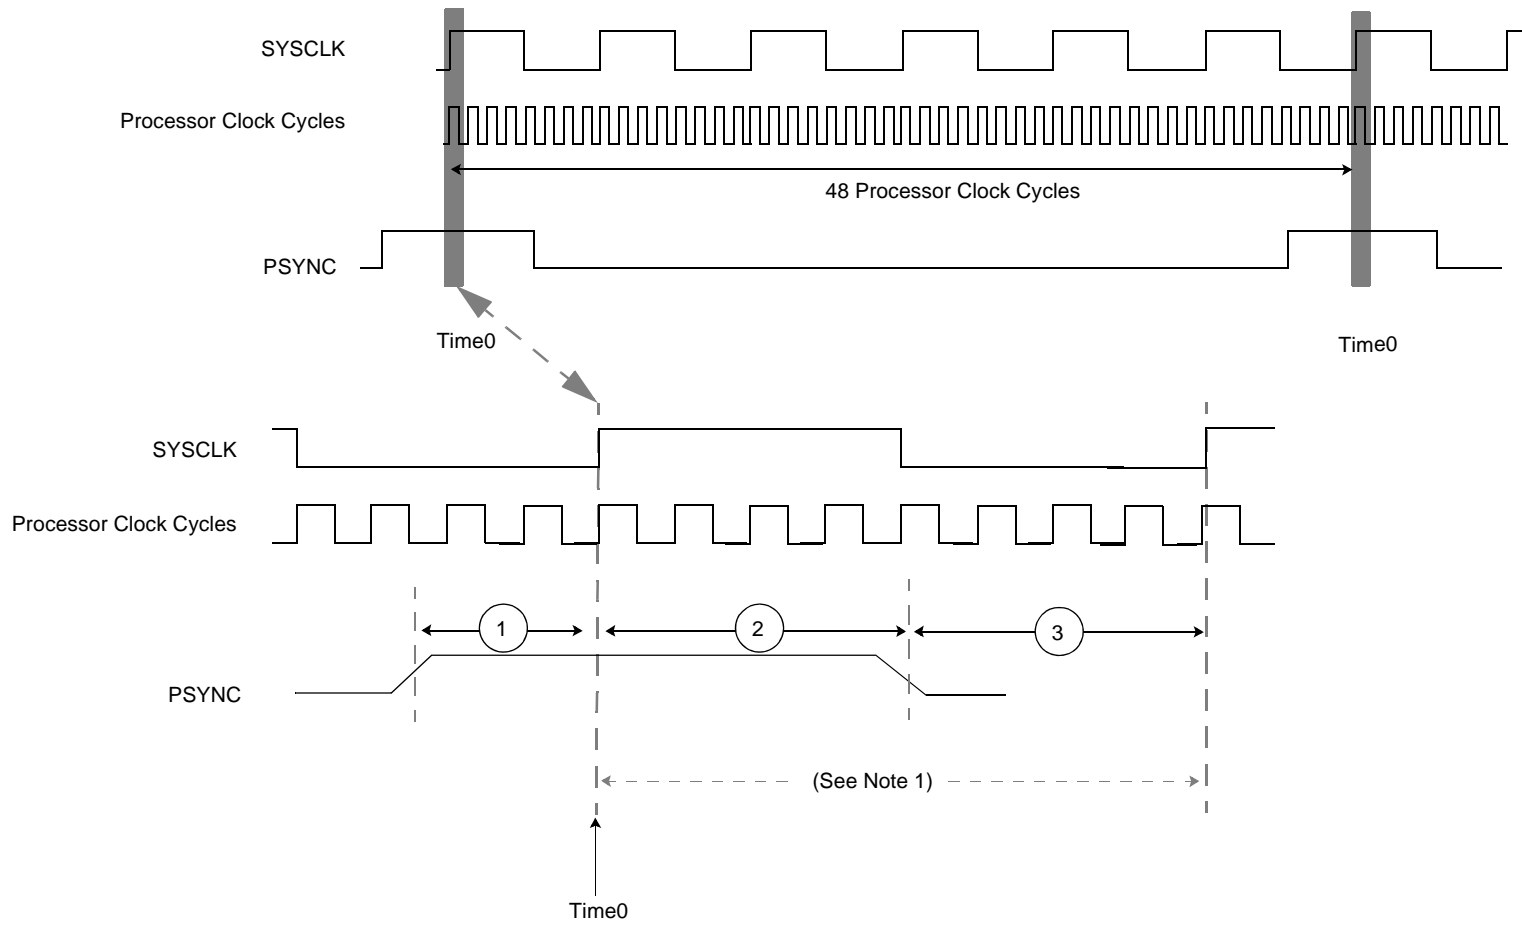 SYSCLK
Processor Clock Cycles
48 Processor Clock Cycles
PSYNC
Time0
Time0
SYSCLK
Processor Clock Cycles
1
2
3
PSYNC
(See Note 1)
Time0